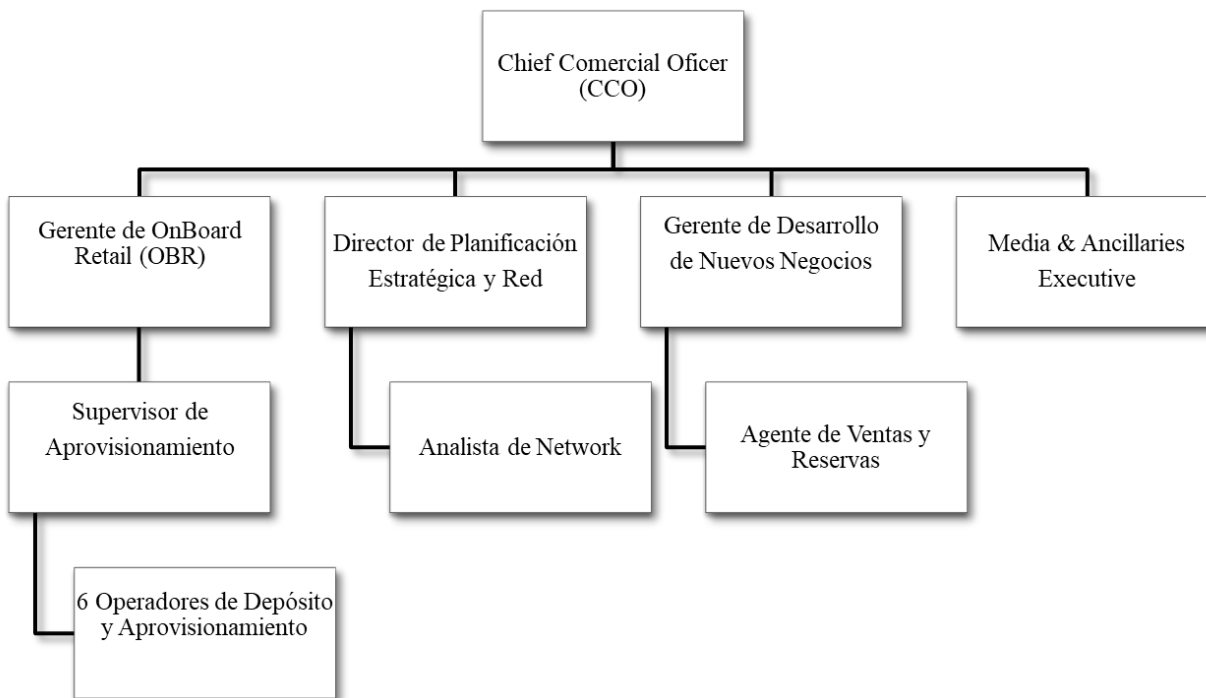 Chief Comercial Oficer
(CCO)
Gerente de OnBoard
Retail (OBR)
Director de Planificación
Estratégica y Red
Gerente de Desarrollo
de Nuevos Negocios
Media & Ancillaries
Executive
Supervisor de
Aprovisionamiento
Analista de Network
Agente de Ventas y
Reservas
6 Operadores de Depósito
y Aprovisionamiento